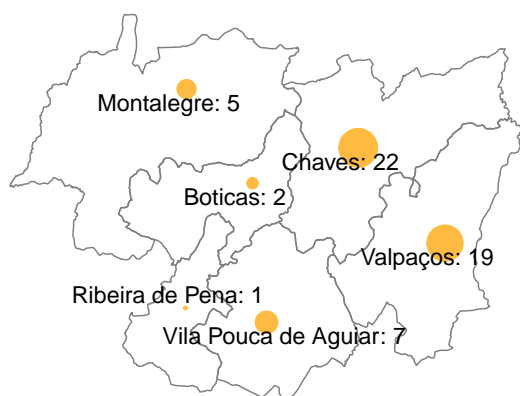 Montalegre: 5
Chaves: 22
Boticas: 2
Valpaços: 19
Ribeira de Pena: 1
Vila Pouca de Aguiar: 7